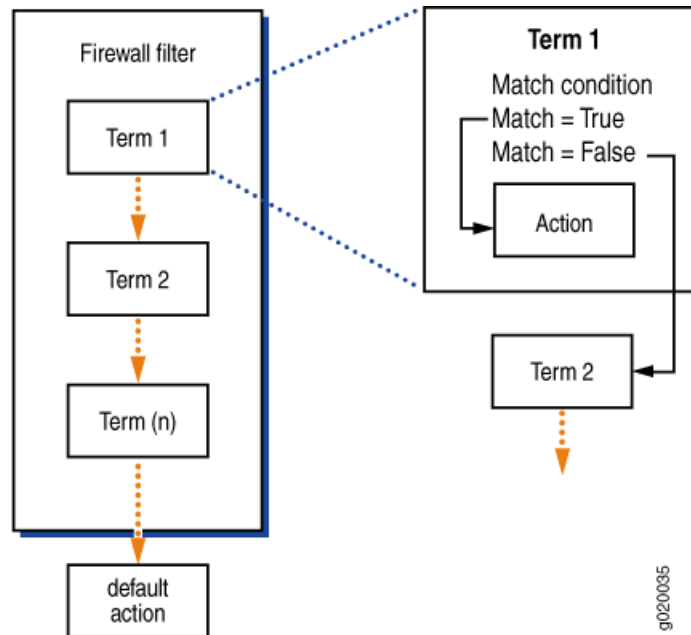 Firewall filter
Term 1
Term 2
Term (n)
default
action
Term 1
Match condition
Match = True
Match = False
Action
Term 2
g020035